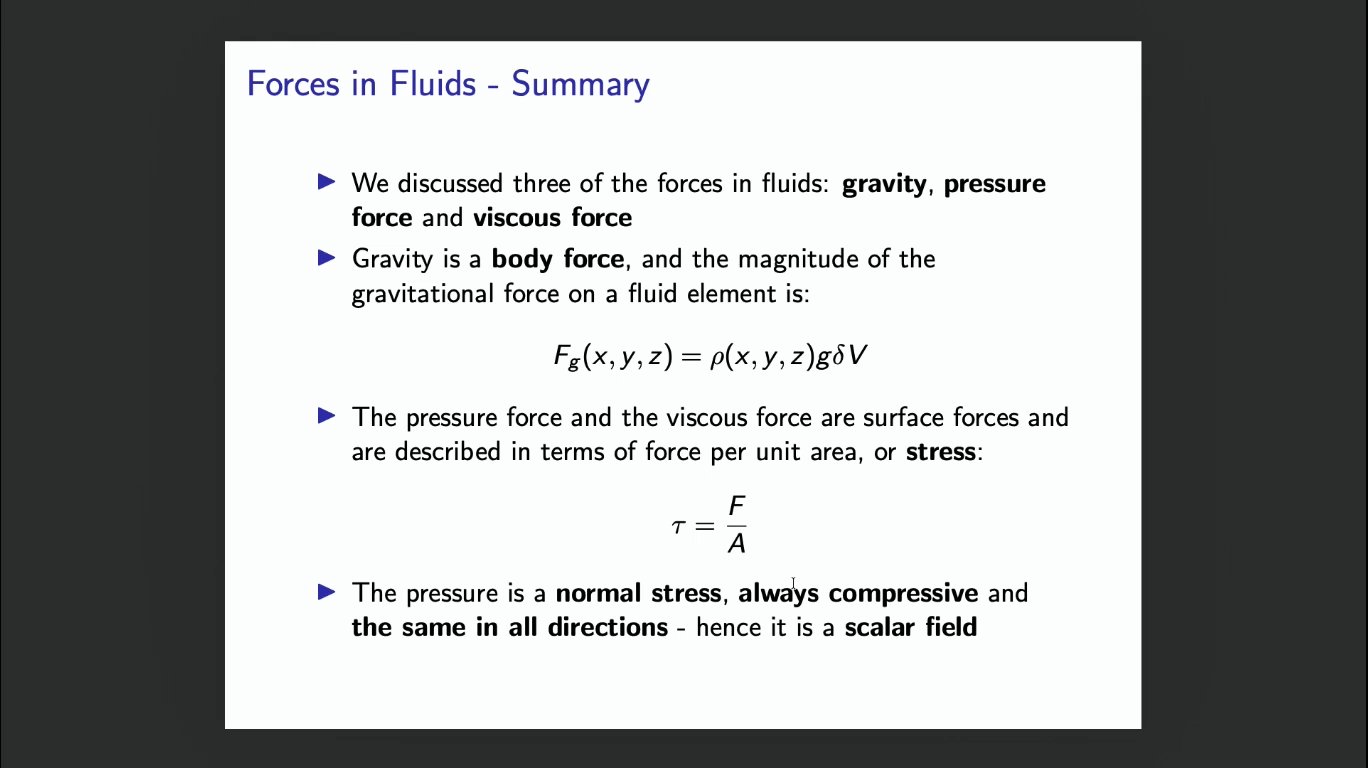 Forces in Fluids - Summary
▶ We discussed three of the forces in fluids: gravity, pressure
force and viscous force
▶ Gravity is a body force, and the magnitude of the
gravitational force on a fluid element is:
F_g(x, y, z) = ρ(x, y, z)gδV
▶ The pressure force and the viscous force are surface forces and
are described in terms of force per unit area, or stress:
τ = F/A
▶ The pressure is a normal stress, always compressive and
the same in all directions - hence it is a scalar field